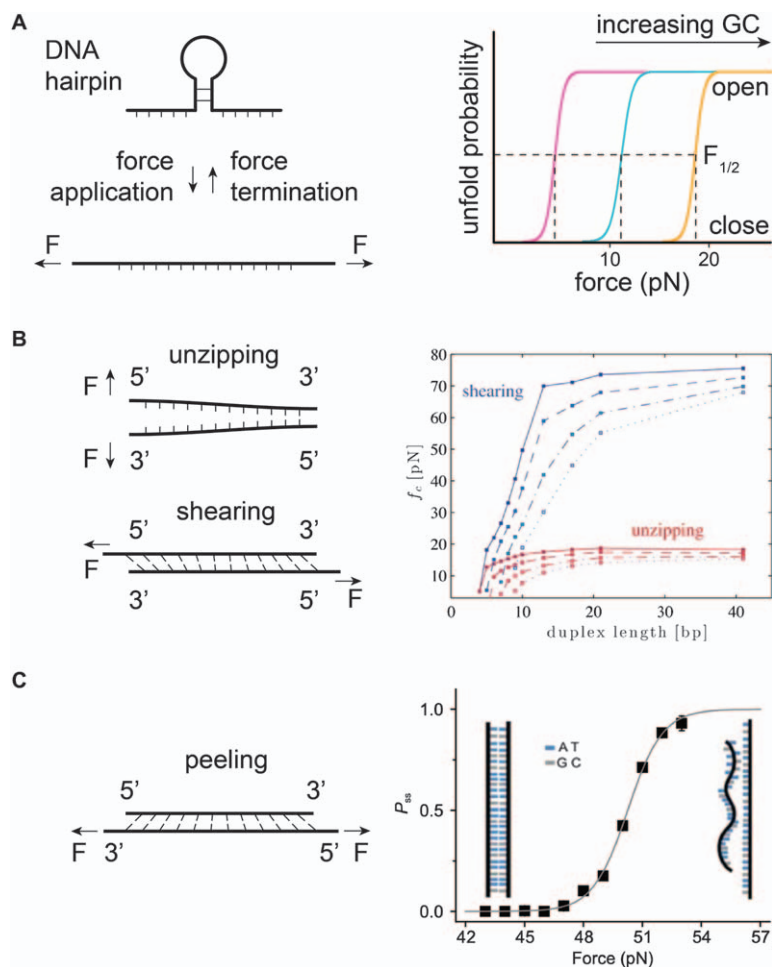 A
DNA
hairpin
force
application
force
termination
F
F
increasing GC
unfold probability
open
F1/2
close
10
20
force (pN)
B
unzipping
5’
3’
F
F
3’
5’
shearing
5’
3’
F
F
3’
5’
80
70
60
50
40
30
20
10
fc [pN]
shearing
unzipping
0
10
20
30
40
duplex length [bp]
C
peeling
5’
3’
F
F
3’
5’
1.0
0.5
0.0
Pss
AT
GC
42
45
48
51
54
57
Force (pN)